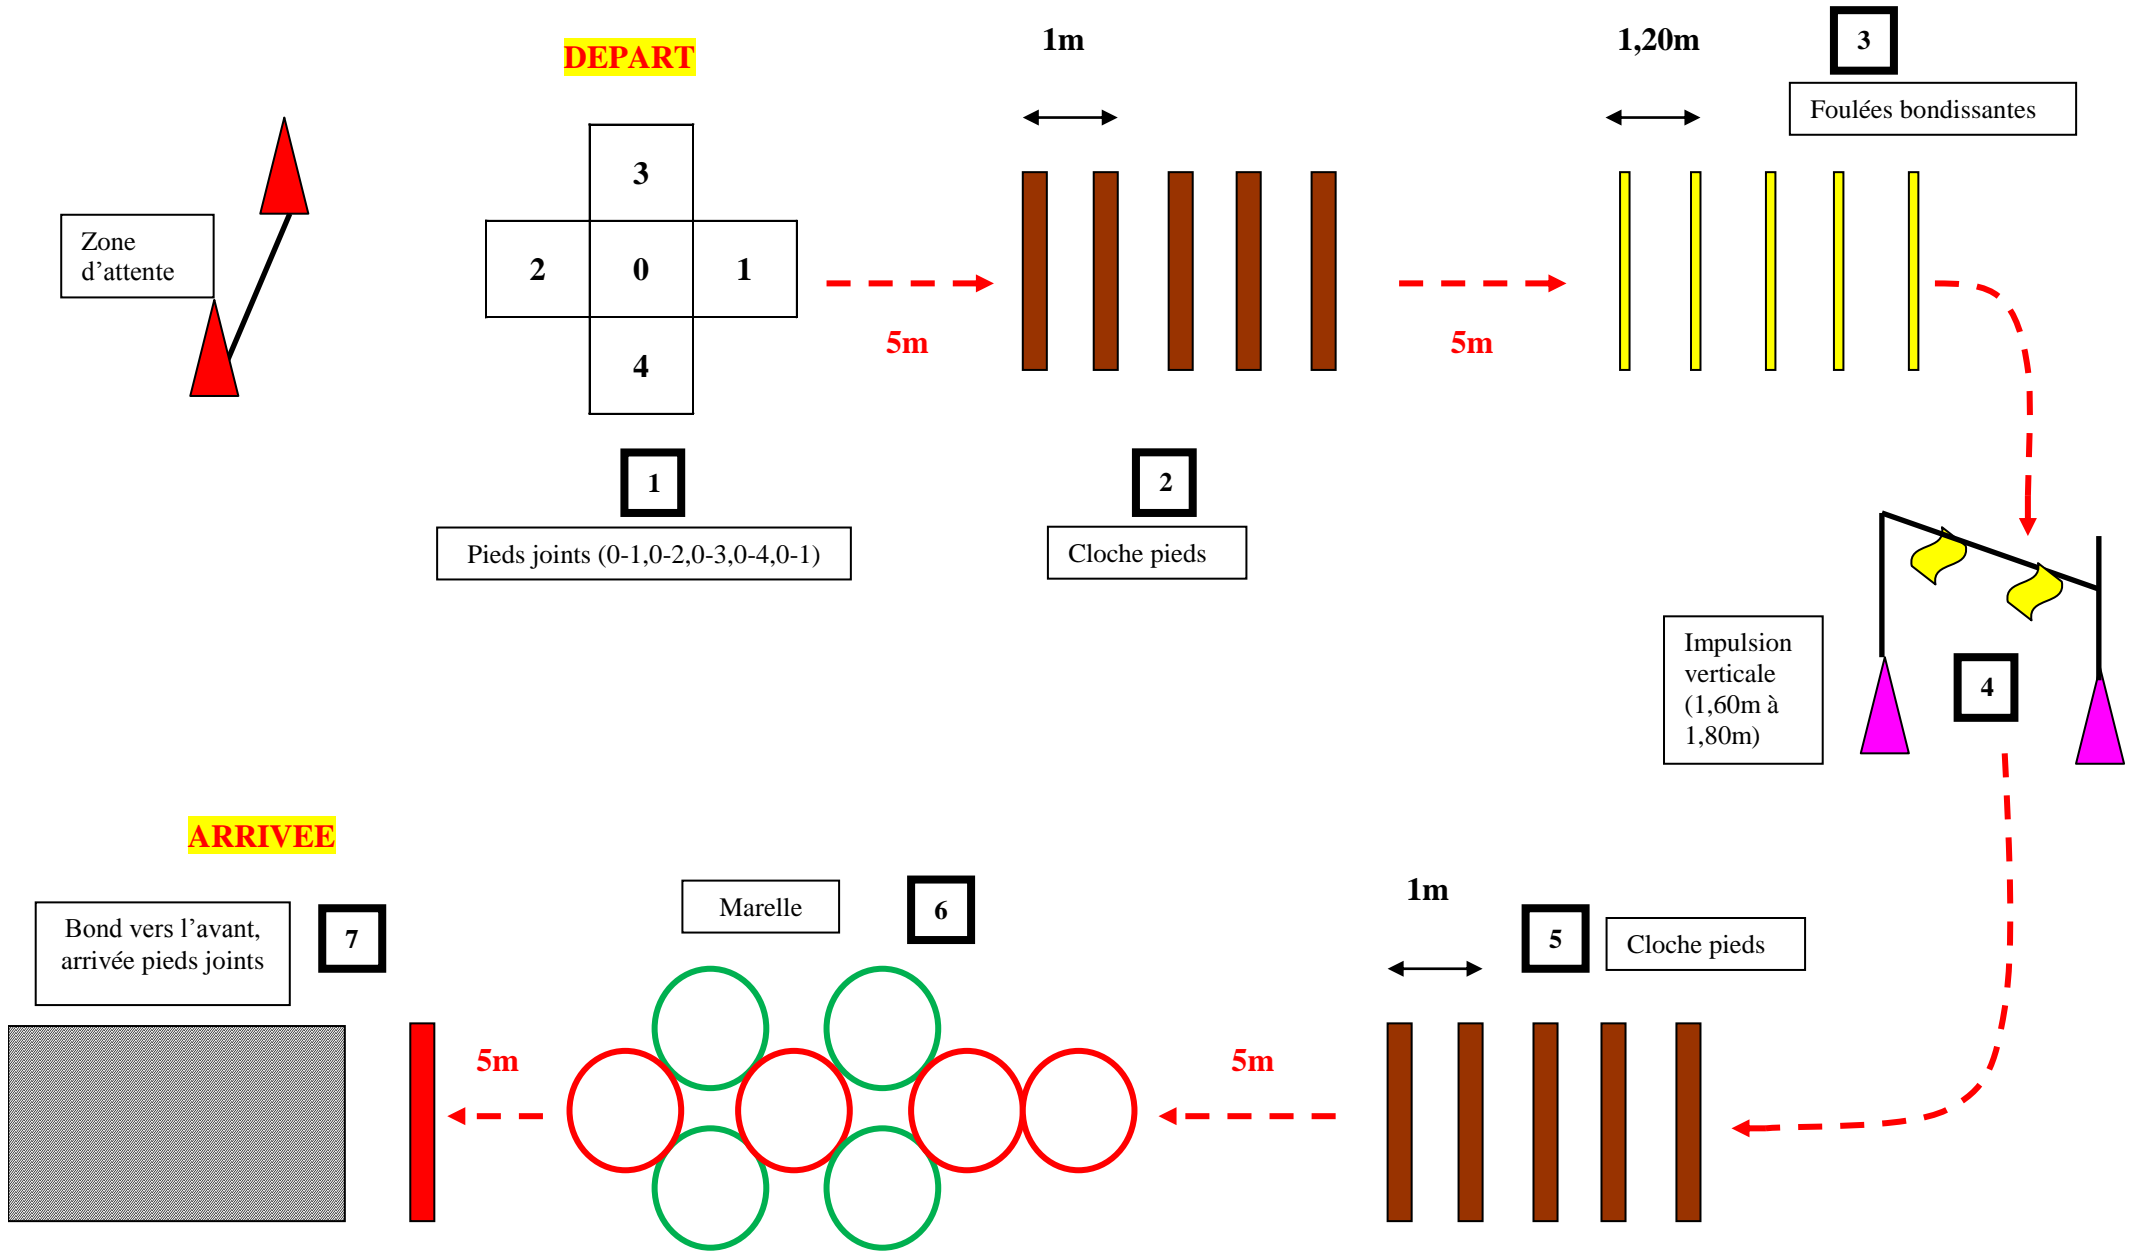 DEPART
1m
1,20m
3
Foulées bondissantes
Zone
d’attente
3
2
0
1
4
5m
5m
1
Pieds joints (0-1,0-2,0-3,0-4,0-1)
2
Cloche pieds
Impulsion
verticale
(1,60m à
1,80m)
4
ARRIVEE
Bond vers l’avant,
arrivée pieds joints
7
Marelle
6
1m
5
Cloche pieds
5m
5m